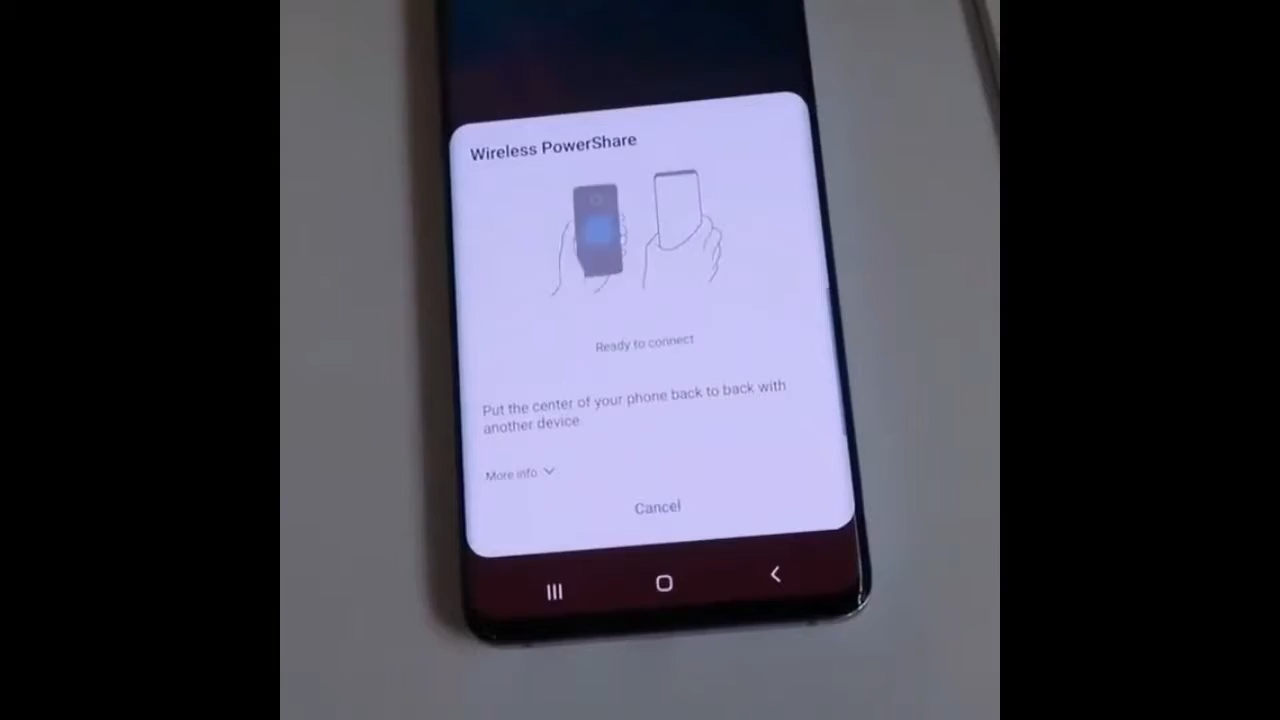 Wireless PowerShare
Ready to connect
Put the center of your phone back to back with
another device.
More info
Cancel